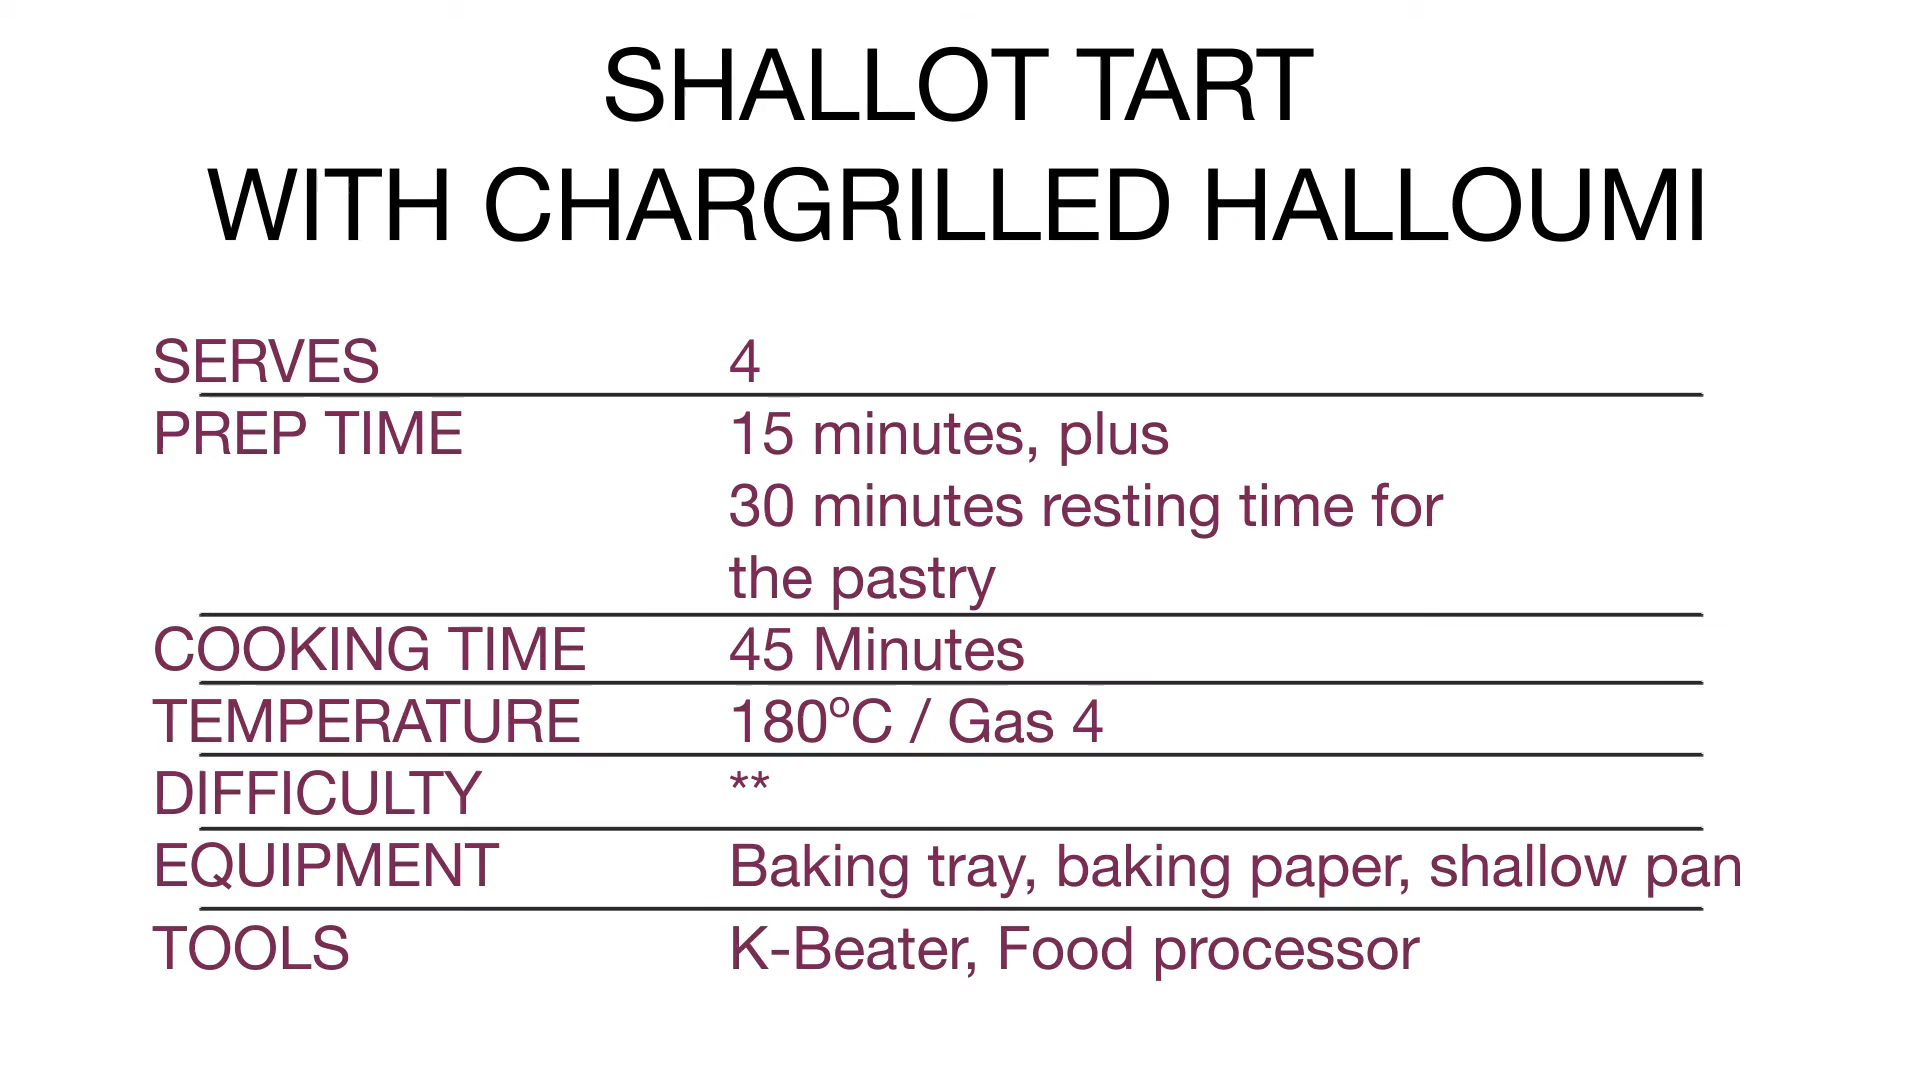 SHALLOT TART
WITH CHARGRILLED HALLOUMI
SERVES 4
PREP TIME 15 minutes, plus
30 minutes resting time for
the pastry
COOKING TIME 45 Minutes
TEMPERATURE 180ºC / Gas 4
DIFFICULTY **
EQUIPMENT Baking tray, baking paper, shallow pan
TOOLS K-Beater, Food processor